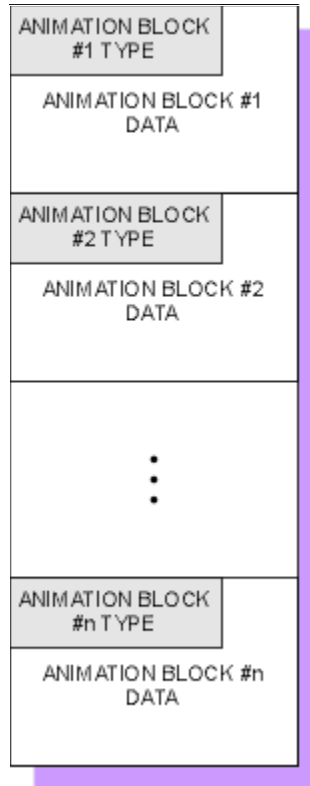 ANIMATION BLOCK
#1 TYPE
ANIMATION BLOCK #1
DATA
ANIMATION BLOCK
#2 TYPE
ANIMATION BLOCK #2
DATA
ANIMATION BLOCK
#n TYPE
ANIMATION BLOCK #n
DATA